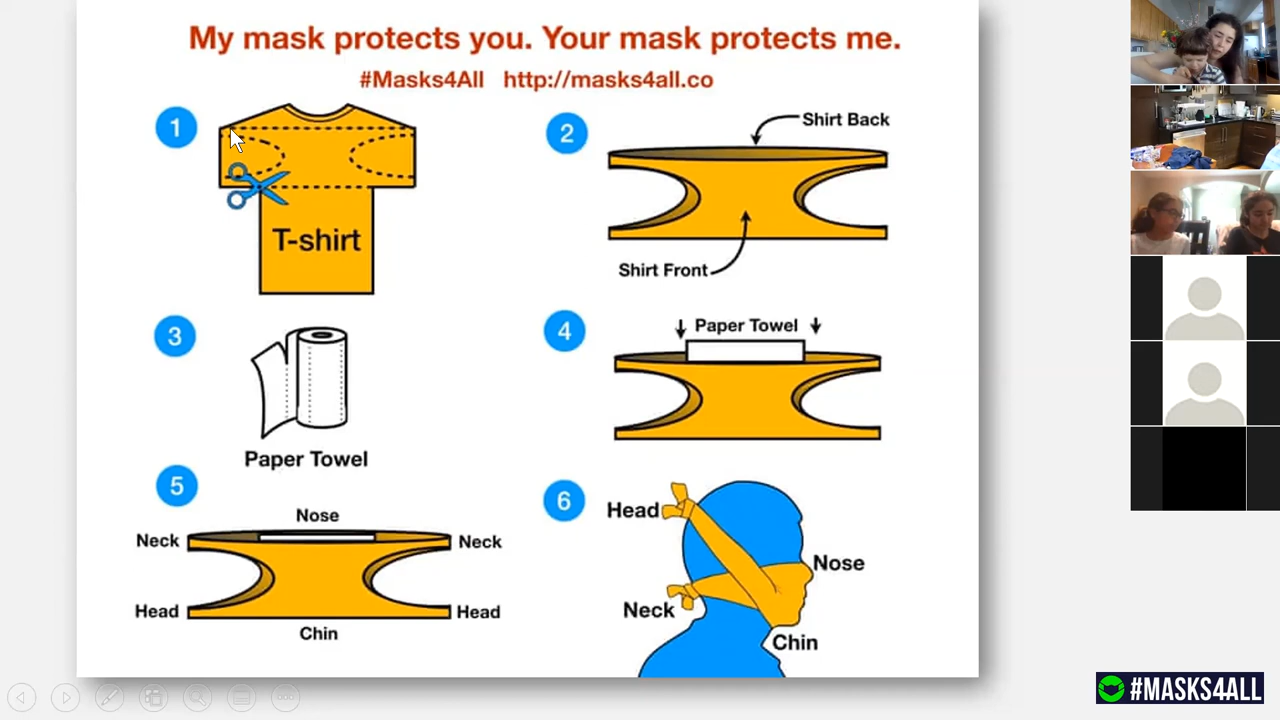 My mask protects you. Your mask protects me.
#Masks4All http://masks4all.co
1
T-shirt
2
Shirt Back
Shirt Front
3
Paper Towel
4
Paper Towel
5
Nose
Neck Neck
Head Head
Chin
6
Head
Nose
Neck
Chin
#MASKS4ALL